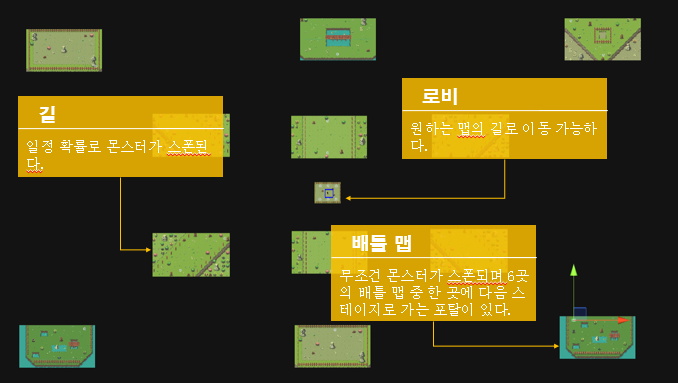 길
일정 확률로 몬스터가 스폰된
다.
로비
원하는 맵의 길로 이동 가능하
다.
배틀 맵
무조건 몬스터가 스폰되며 6곳
의 배틀 맵 중 한 곳에 다음 스
테이지로 가는 포탈이 있다.